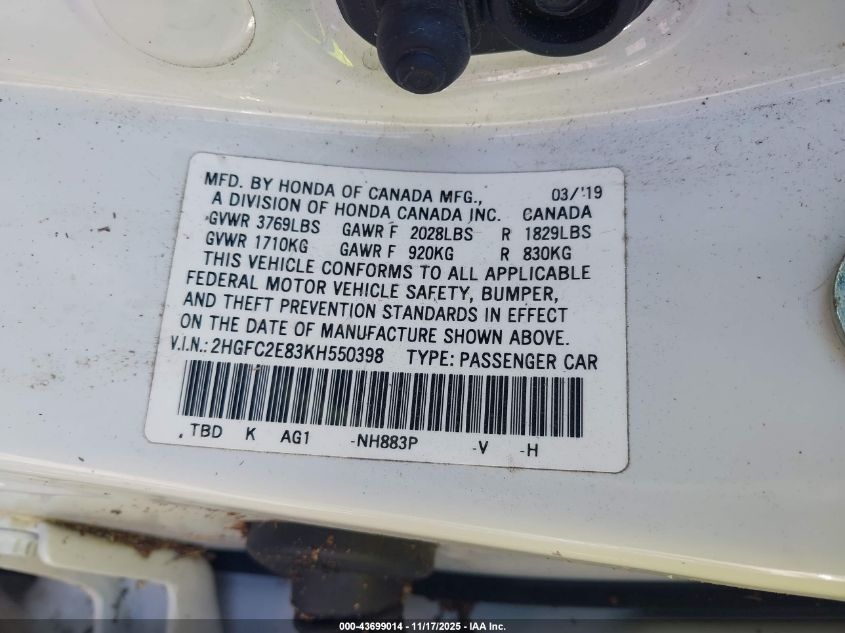 MFD. BY HONDA OF CANADA MFG., 03/'19
A DIVISION OF HONDA CANADA INC. CANADA
GVWR 3769LBS GAWR F 2028LBS R 1829LBS
GVWR 1710KG GAWR F 920KG R 830KG
THIS VEHICLE CONFORMS TO ALL APPLICABLE
FEDERAL MOTOR VEHICLE SAFETY, BUMPER,
AND THEFT PREVENTION STANDARDS IN EFFECT
ON THE DATE OF MANUFACTURE SHOWN ABOVE.
V.I.N.: 2HGFC2E83KH550398 TYPE: PASSENGER CAR
. TBD K AG1 -NH883P -V -H
000-43699014 — 11/17/2025 - IAA Inc.